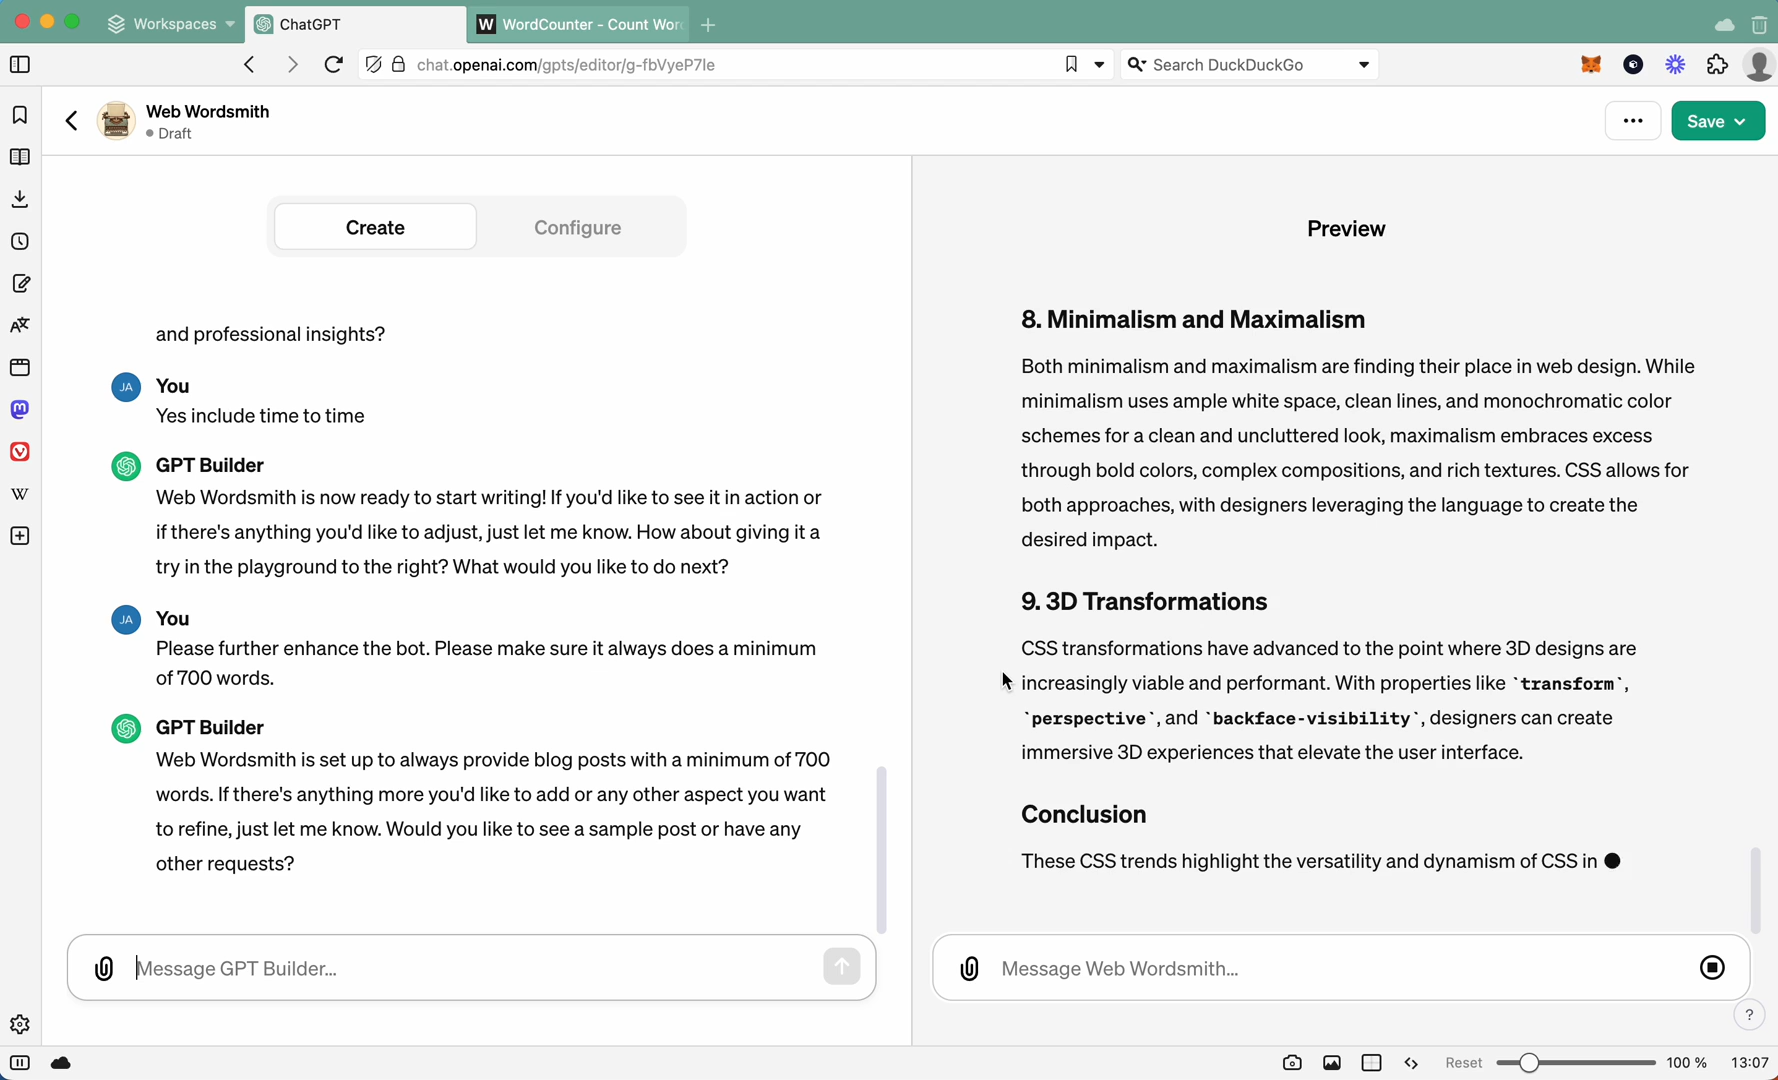 Workspaces
ChatGPT
WordCounter - Count Wor
chat.openai.com/gpts/editor/g-fbVyeP7le
Search DuckDuckGo
Web Wordsmith
Draft
Save
Create
Configure
and professional insights?
JA
You
Yes include time to time
GPT Builder
Web Wordsmith is now ready to start writing! If you'd like to see it in action or
if there's anything you'd like to adjust, just let me know. How about giving it a
try in the playground to the right? What would you like to do next?
JA
You
Please further enhance the bot. Please make sure it always does a minimum
of 700 words.
GPT Builder
Web Wordsmith is set up to always provide blog posts with a minimum of 700
words. If there's anything more you'd like to add or any other aspect you want
to refine, just let me know. Would you like to see a sample post or have any
other requests?
Message GPT Builder...
Preview
8. Minimalism and Maximalism
Both minimalism and maximalism are finding their place in web design. While
minimalism uses ample white space, clean lines, and monochromatic color
schemes for a clean and uncluttered look, maximalism embraces excess
through bold colors, complex compositions, and rich textures. CSS allows for
both approaches, with designers leveraging the language to create the
desired impact.
9. 3D Transformations
CSS transformations have advanced to the point where 3D designs are
increasingly viable and performant. With properties like `transform`,
`perspective`, and `backface-visibility`, designers can create
immersive 3D experiences that elevate the user interface.
Conclusion
These CSS trends highlight the versatility and dynamism of CSS in
Message Web Wordsmith...
?
Reset
100 %
13:07